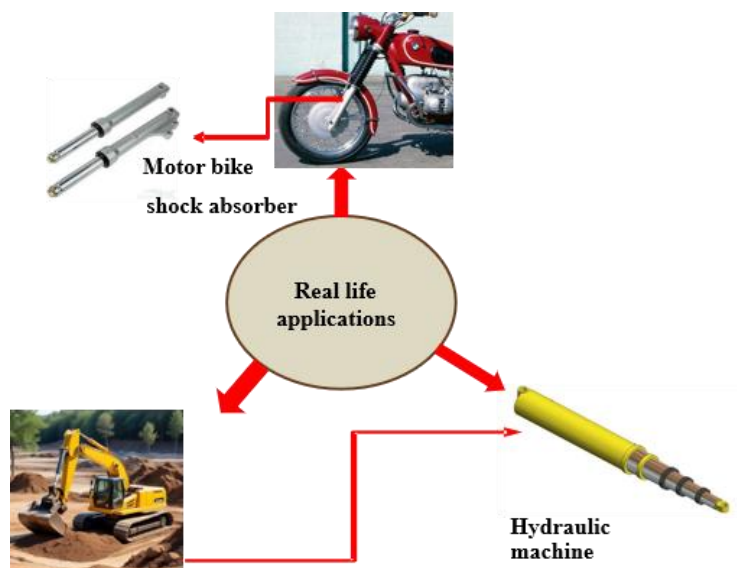 Motor bike
shock absorber
Real life
applications
Hydraulic
machine